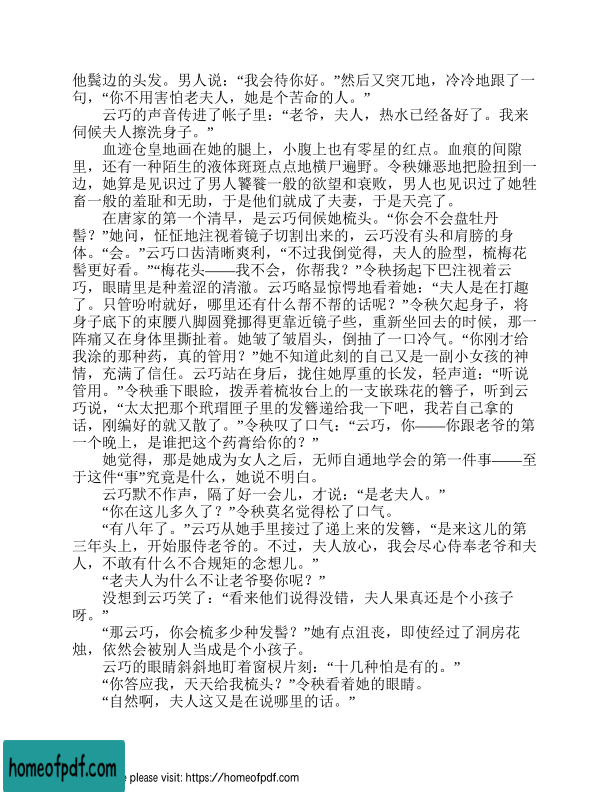 他鬓边的头发。男人说：“我会待你好。”然后又突兀地，冷冷地跟了一
句，“你不用害怕老夫人，她是个苦命的人。”
云巧的声音传进了帐子里：“老爷，夫人，热水已经备好了。我来
伺候夫人擦洗身子。”
血迹仓皇地画在她的腿上，小腹上也有零星的红点。血痕的间隙
里，还有一种陌生的液体斑斑点点地横尸遍野。令秧嫌恶地把脸扭到一
边，她算是见识过了男人饕餮一般的欲望和衰败，男人也见识过了她牲
畜一般的羞耻和无助，于是他们就成了夫妻，于是天亮了。
在唐家的第一个清早，是云巧伺候她梳头。“你会不会盘牡丹
髻？”她问，怔怔地注视着镜子切割出来的，云巧没有头和肩膀的身
体。“会。”云巧口齿清晰爽利，“不过我倒觉得，夫人的脸型，梳梅花
髻更好看。”“梅花头——我不会，你帮我？”令秧扬起下巴注视着云
巧，眼睛里是种羞涩的清澈。云巧略显惊愕地看着她：“夫人是在打趣
了。只管吩咐就好，哪里还有什么帮不帮的话呢？”令秧欠起身子，将
身子底下的束腰八脚圆凳挪得更靠近镜子些，重新坐回去的时候，那一
阵痛又在身体里撕扯着。她皱了皱眉头，倒抽了一口冷气。“你刚才给
我涂的那种药，真的管用？”她不知道此刻的自己又是一副小女孩的神
情，充满了信任。云巧站在身后，拢住她厚重的长发，轻声道：“听说
管用。”令秧垂下眼睑，拨弄着梳妆台上的一支嵌珠花的簪子，听到云
巧说，“太太把那个玳瑁匣子里的发簪递给我一下吧，我若自己拿的
话，刚编好的就又散了。”令秧叹了口气：“云巧，你——你跟老爷的第
一个晚上，是谁把这个药膏给你的？”
她觉得，那是她成为女人之后，无师自通地学会的第一件事——至
于这件“事”究竟是什么，她说不明白。
云巧默不作声，隔了好一会儿，才说：“是老夫人。”
“你在这儿多久了？”令秧莫名觉得松了口气。
“有八年了。”云巧从她手里接过了递上来的发簪，“是来这儿的第
三年头上，开始服侍老爷的。不过，夫人放心，我会尽心侍奉老爷和夫
人，不敢有什么不合规矩的念想儿。”
“老夫人为什么不让老爷娶你呢？”
没想到云巧笑了：“看来他们说得没错，夫人果真还是个小孩子
呀。”
“那云巧，你会梳多少种发髻？”她有点沮丧，即使经过了洞房花
烛，依然会被别人当成是个小孩子。
云巧的眼睛斜斜地盯着窗棂片刻：“十几种怕是有的。”
“你答应我，天天给我梳头？”令秧看着她的眼睛。
“自然啊，夫人这又是在说哪里的话。”
homeofpdf.com
e please visit: https://homeofpdf.com